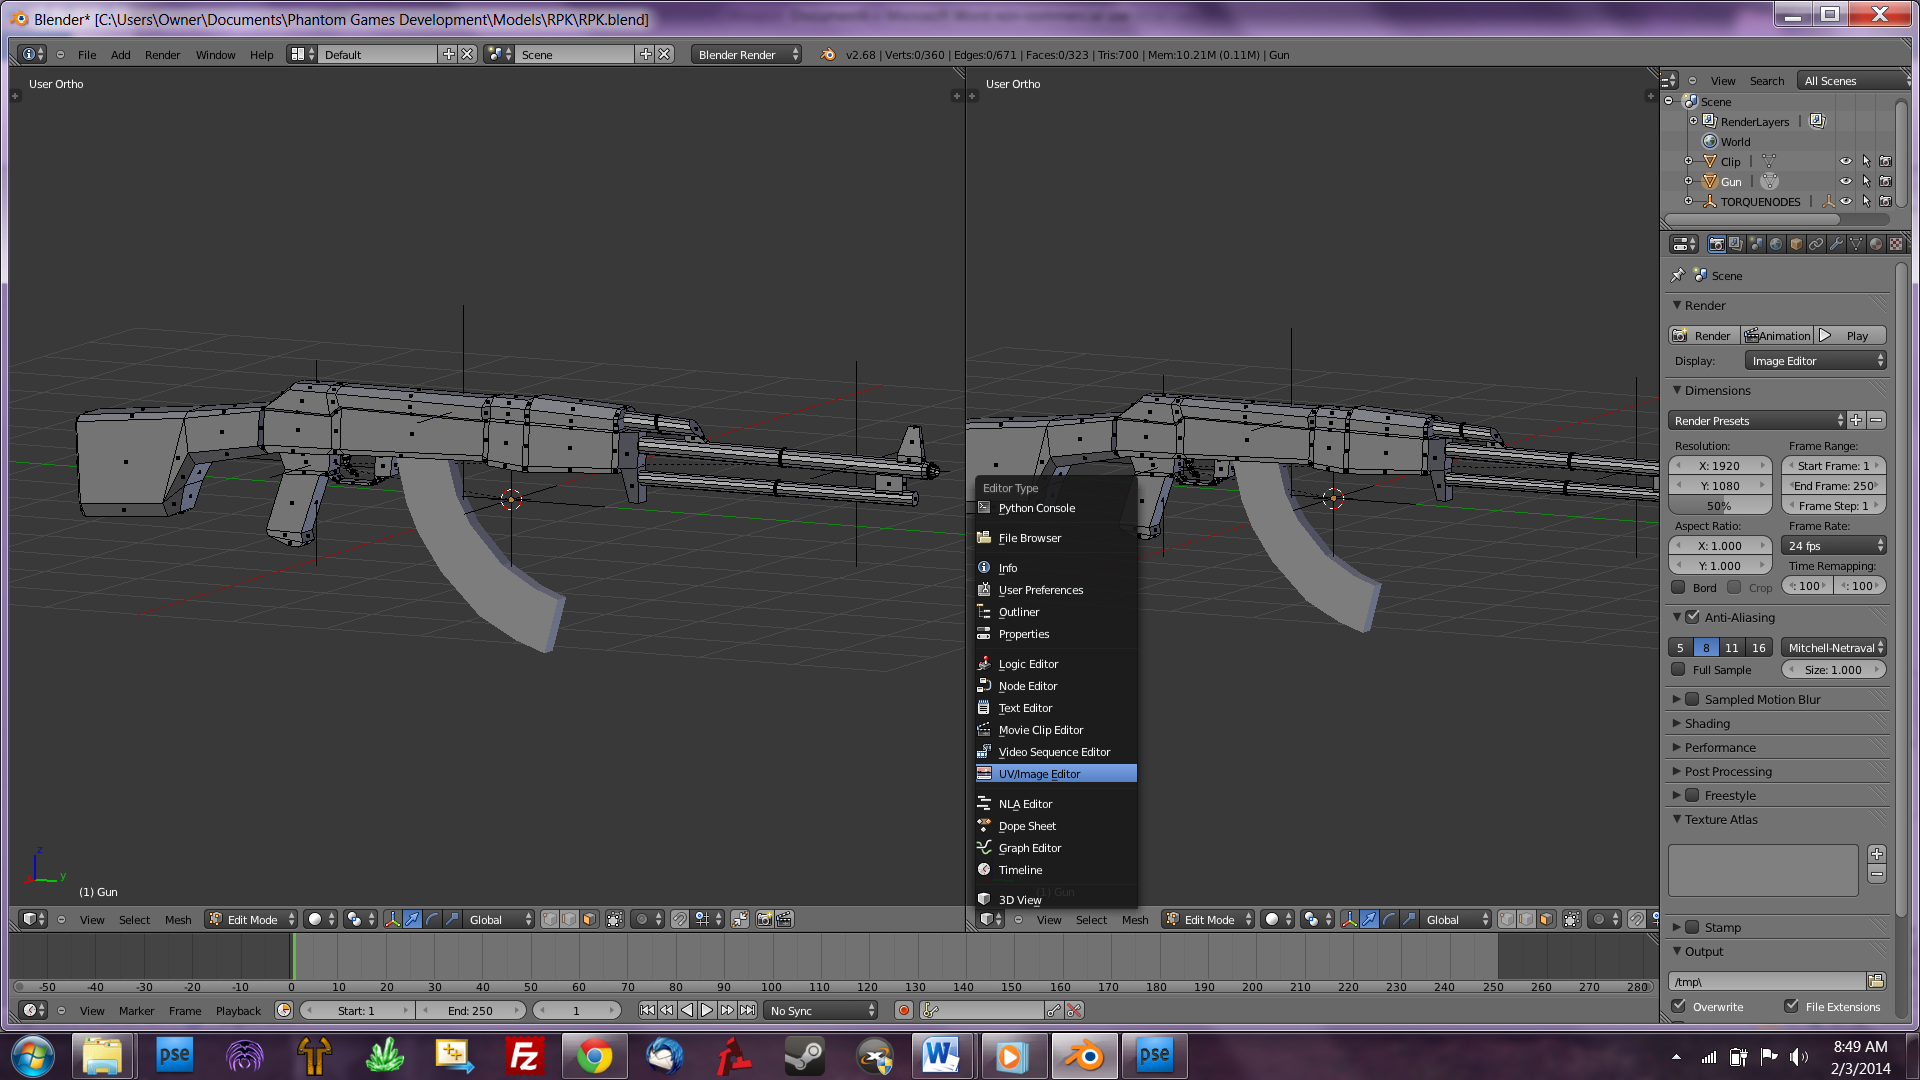 Blender* [C:\Users\Owner\Documents\Phantom Games Development\Models\RPK\RPK.blend]
File Add Render Window Help Default Scene Blender Render v2.68 | Verts:0/360 | Edges:0/671 | Faces:0/323 | Tris:700 | Mem:10.21M (0.11M) | Gun
User Ortho
User Ortho
View Search All Scenes
Scene
RenderLayers
World
Clip
Gun
TORQUENODES
Scene
Render
Render Animation Play
Display: Image Editor
Dimensions
Render Presets
Resolution: Frame Range:
X: 1920 Start Frame: 1
Y: 1080 End Frame: 250
50% Frame Step: 1
Aspect Ratio: Frame Rate:
X: 1.000 24 fps
Y: 1.000 Time Remapping:
Bord Crop : 100 : 100
Anti-Aliasing
5 8 11 16 Mitchell-Netraval
Full Sample Size: 1.000
Sampled Motion Blur
Shading
Performance
Post Processing
Freestyle
Texture Atlas
Stamp
Output
/tmp\
Overwrite File Extensions
Editor Type
Python Console
File Browser
Info
User Preferences
Outliner
Properties
Logic Editor
Node Editor
Text Editor
Movie Clip Editor
Video Sequence Editor
UV/Image Editor
NLA Editor
Dope Sheet
Graph Editor
Timeline
3D View
z
y
(1) Gun
(1) Gun
View Select Mesh Edit Mode Global
View Select Mesh Edit Mode Global
-50 -40 -30 -20 -10 0 10 20 30 40 50 60 70 80 90 100 110 120 130 140 150 160 170 180 190 200 210 220 230 240 250 260 270 280
View Marker Frame Playback Start: 1 End: 250 1 No Sync
pse
Fz
W
pse
8:49 AM
2/3/2014